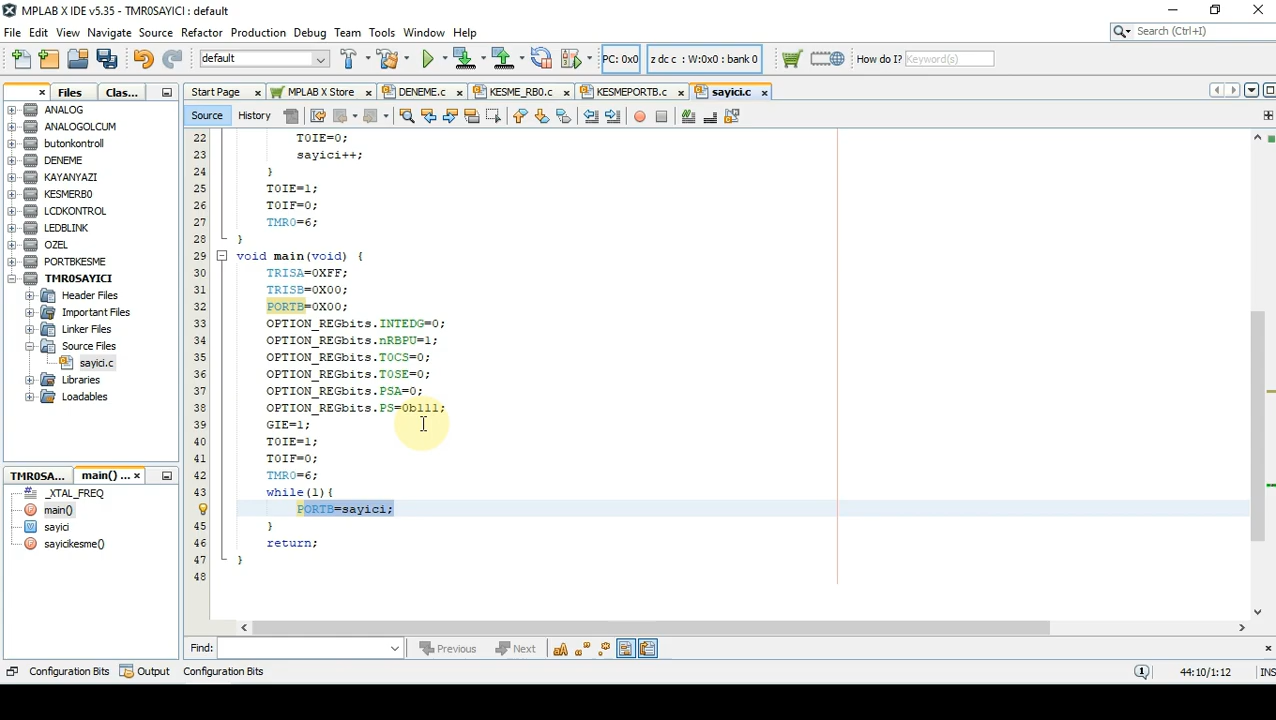 MPLAB X IDE v5.35 - TMR0SAYICI : default
File Edit View Navigate Source Refactor Production Debug Team Tools Window Help
Search (Ctrl+I)
default
PC: 0x0
z dc c : W:0x0 : bank 0
How do I? Keyword(s)
Files Clas...
Start Page MPLAB X Store DENEME.c KESME_RB0.c KESMEPORTB.c sayici.c
Source History
ANALOG
ANALOGOLCUM
butonkontroll
DENEME
KAYANYAZI
KESMERB0
LCDKONTROL
LEDBLINK
OZEL
PORTBKESME
TMR0SAYICI
Header Files
Important Files
Linker Files
Source Files
sayici.c
Libraries
Loadables
22 T0IE=0;
23 sayici++;
24 }
25 T0IE=1;
26 T0IF=0;
27 TMR0=6;
28 }
29 void main(void) {
30 TRISA=0XFF;
31 TRISB=0X00;
32 PORTB=0X00;
33 OPTION_REGbits.INTEDG=0;
34 OPTION_REGbits.nRBPU=1;
35 OPTION_REGbits.T0CS=0;
36 OPTION_REGbits.T0SE=0;
37 OPTION_REGbits.PSA=0;
38 OPTION_REGbits.PS=0b111;
39 GIE=1;
40 T0IE=1;
41 T0IF=0;
42 TMR0=6;
43 while(1){
PORTB=sayici;
45 }
46 return;
47 }
48
TMR0SA... main() ...
_XTAL_FREQ
main()
sayici
sayicikesme()
Find: Previous Next
Configuration Bits Output Configuration Bits
1 44:10/1:12 INS